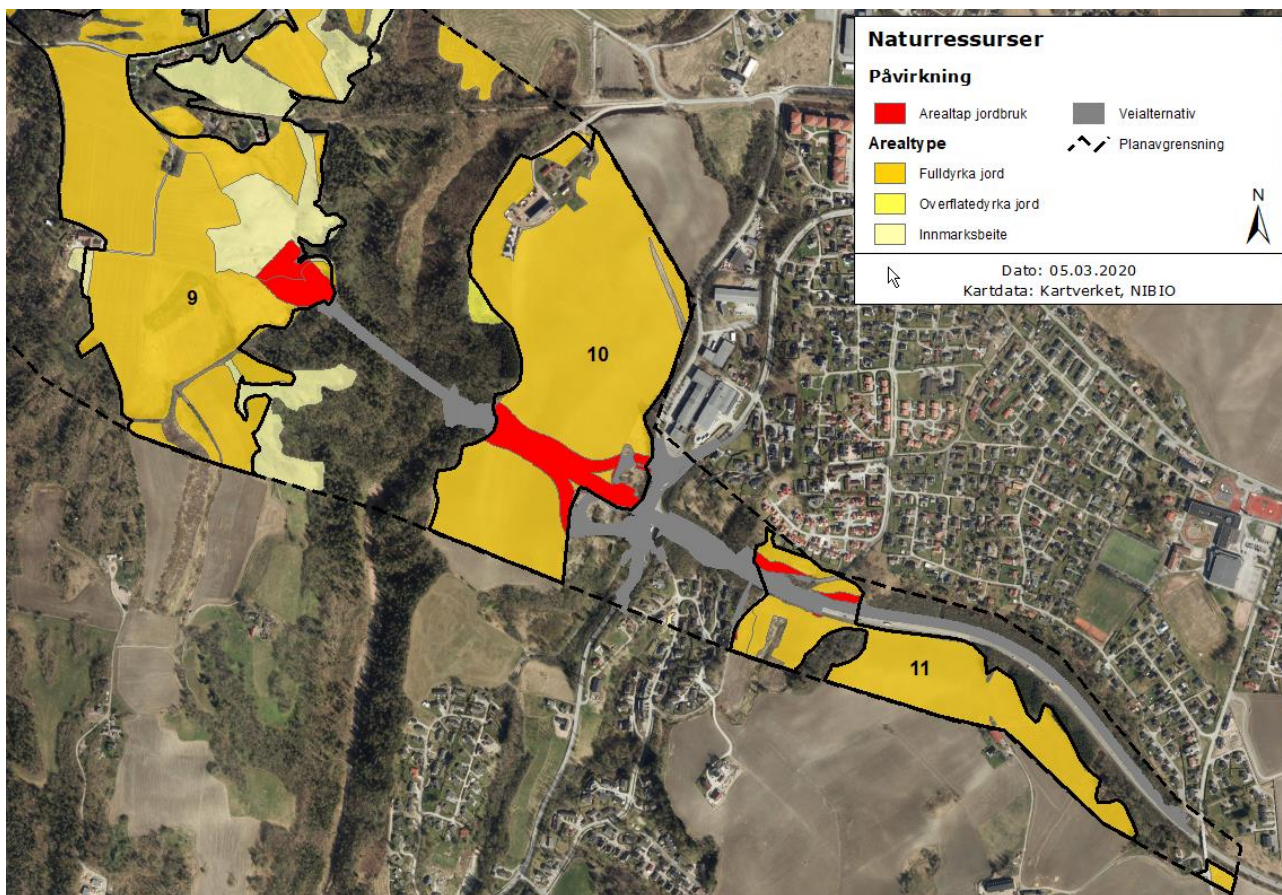 Naturressurser
Påvirkning
Arealtap jordbruk
Veialternativ
Arealtype
Planavgrensning
Fulldyrka jord
Overflatedyrka jord
Innmarksbeite
N
Dato: 05.03.2020
Kartdata: Kartverket, NIBIO
9
10
11